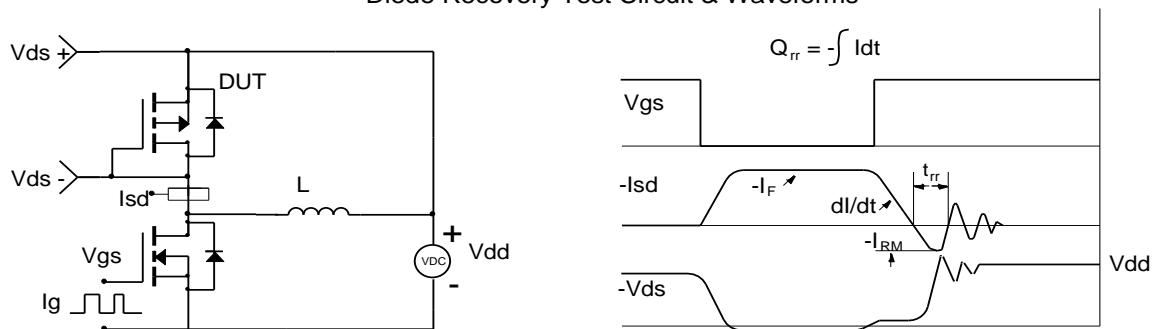 Diode Recovery Test Circuit & Waveforms
Vds +
DUT
Vds -
Isd
L
Vgs
Ig
VDC
+
-
Vdd
Qrr = -∫ Idt
Vgs
-Isd
-IF
dI/dt
trr
-IRM
Vdd
-Vds